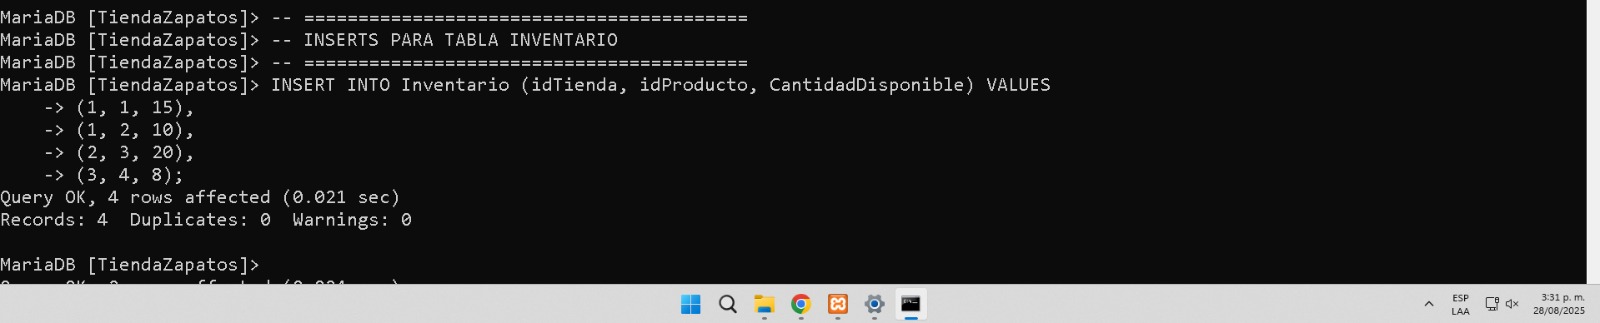 MariaDB [TiendaZapatos]> -- =========================================
MariaDB [TiendaZapatos]> -- INSERTS PARA TABLA INVENTARIO
MariaDB [TiendaZapatos]> -- =========================================
MariaDB [TiendaZapatos]> INSERT INTO Inventario (idTienda, idProducto, CantidadDisponible) VALUES
    -> (1, 1, 15),
    -> (1, 2, 10),
    -> (2, 3, 20),
    -> (3, 4, 8);
Query OK, 4 rows affected (0.021 sec)
Records: 4  Duplicates: 0  Warnings: 0
MariaDB [TiendaZapatos]>
ESP
LAA
3:31 p. m.
28/08/2025